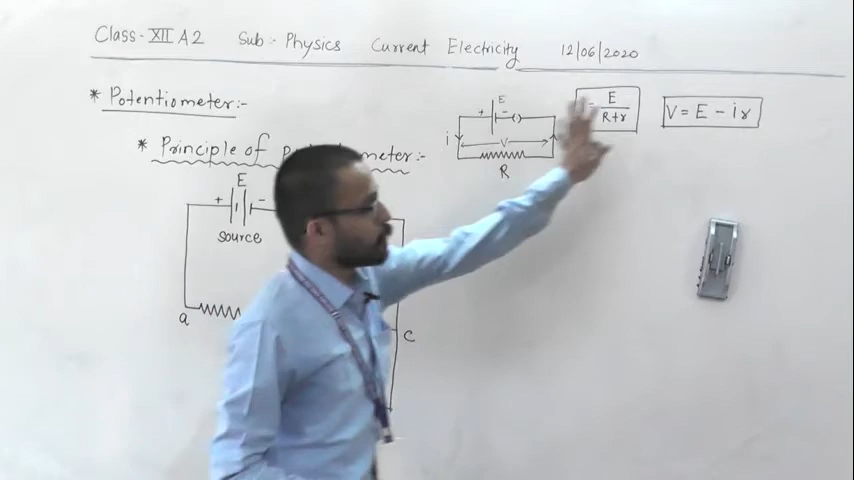 Class - XII A2 Sub :- Physics Current Electricity 12/06/2020
* Potentiometer :-
* Principle of meter :-
E
+ -
source
a
c
E
+ -
i
V
R
E
R+r
V = E - ir